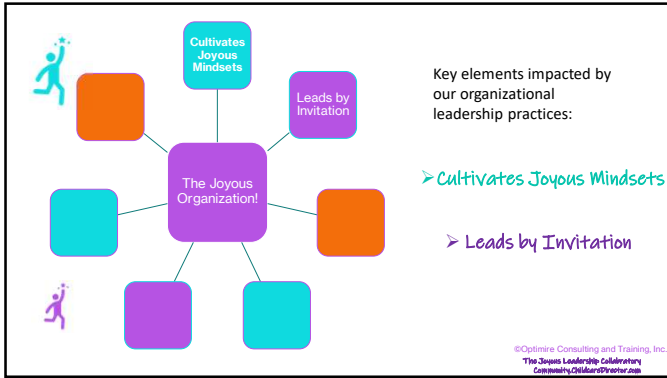 Cultivates
Joyous
Mindsets
Leads by
Invitation
The Joyous
Organization!
Key elements impacted by
our organizational
leadership practices:
➢ Cultivates Joyous Mindsets
➢ Leads by Invitation
©Optimire Consulting and Training, Inc.
The Joyous Leadership Collabratory
Community.ChildcareDirector.com